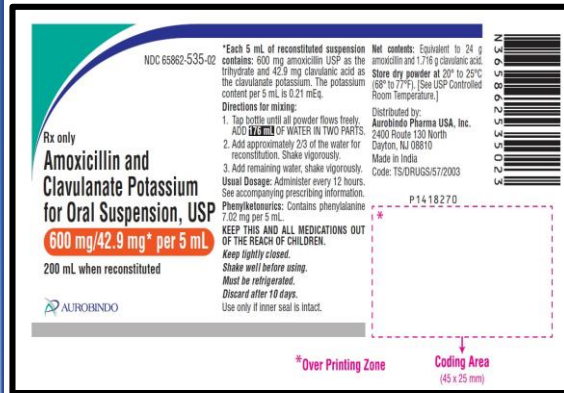 NDC 65862-535-02
Rx only
Amoxicillin and
Clavulanate Potassium
for Oral Suspension, USP
600 mg/42.9 mg* per 5 mL
200 mL when reconstituted
AUROBINDO
*Each 5 mL of reconstituted suspension
contains: 600 mg amoxicillin USP as the
trihydrate and 42.9 mg clavulanic acid as
the clavulanate potassium. The potassium
content per 5 mL is 0.21 mEq.
Directions for mixing:
1. Tap bottle until all powder flows freely.
ADD 176 mL OF WATER IN TWO PARTS.
2. Add approximately 2/3 of the water for
reconstitution. Shake vigorously.
3. Add remaining water, shake vigorously.
Usual Dosage: Administer every 12 hours.
See accompanying prescribing information.
Phenylketonurics: Contains phenylalanine
7.02 mg per 5 mL.
KEEP THIS AND ALL MEDICATIONS OUT
OF THE REACH OF CHILDREN.
Keep tightly closed.
Shake well before using.
Must be refrigerated.
Discard after 10 days.
Use only if inner seal is intact.
Net contents: Equivalent to 24 g
amoxicillin and 1.716 g clavulanic acid.
Store dry powder at 20° to 25°C
(68° to 77°F). [See USP Controlled
Room Temperature.]
Distributed by:
Aurobindo Pharma USA, Inc.
2400 Route 130 North
Dayton, NJ 08810
Made in India
Code: TS/DRUGS/57/2003
P1418270
N 3 65862 53502 3
*
*Over Printing Zone
Coding Area
(45 x 25 mm)